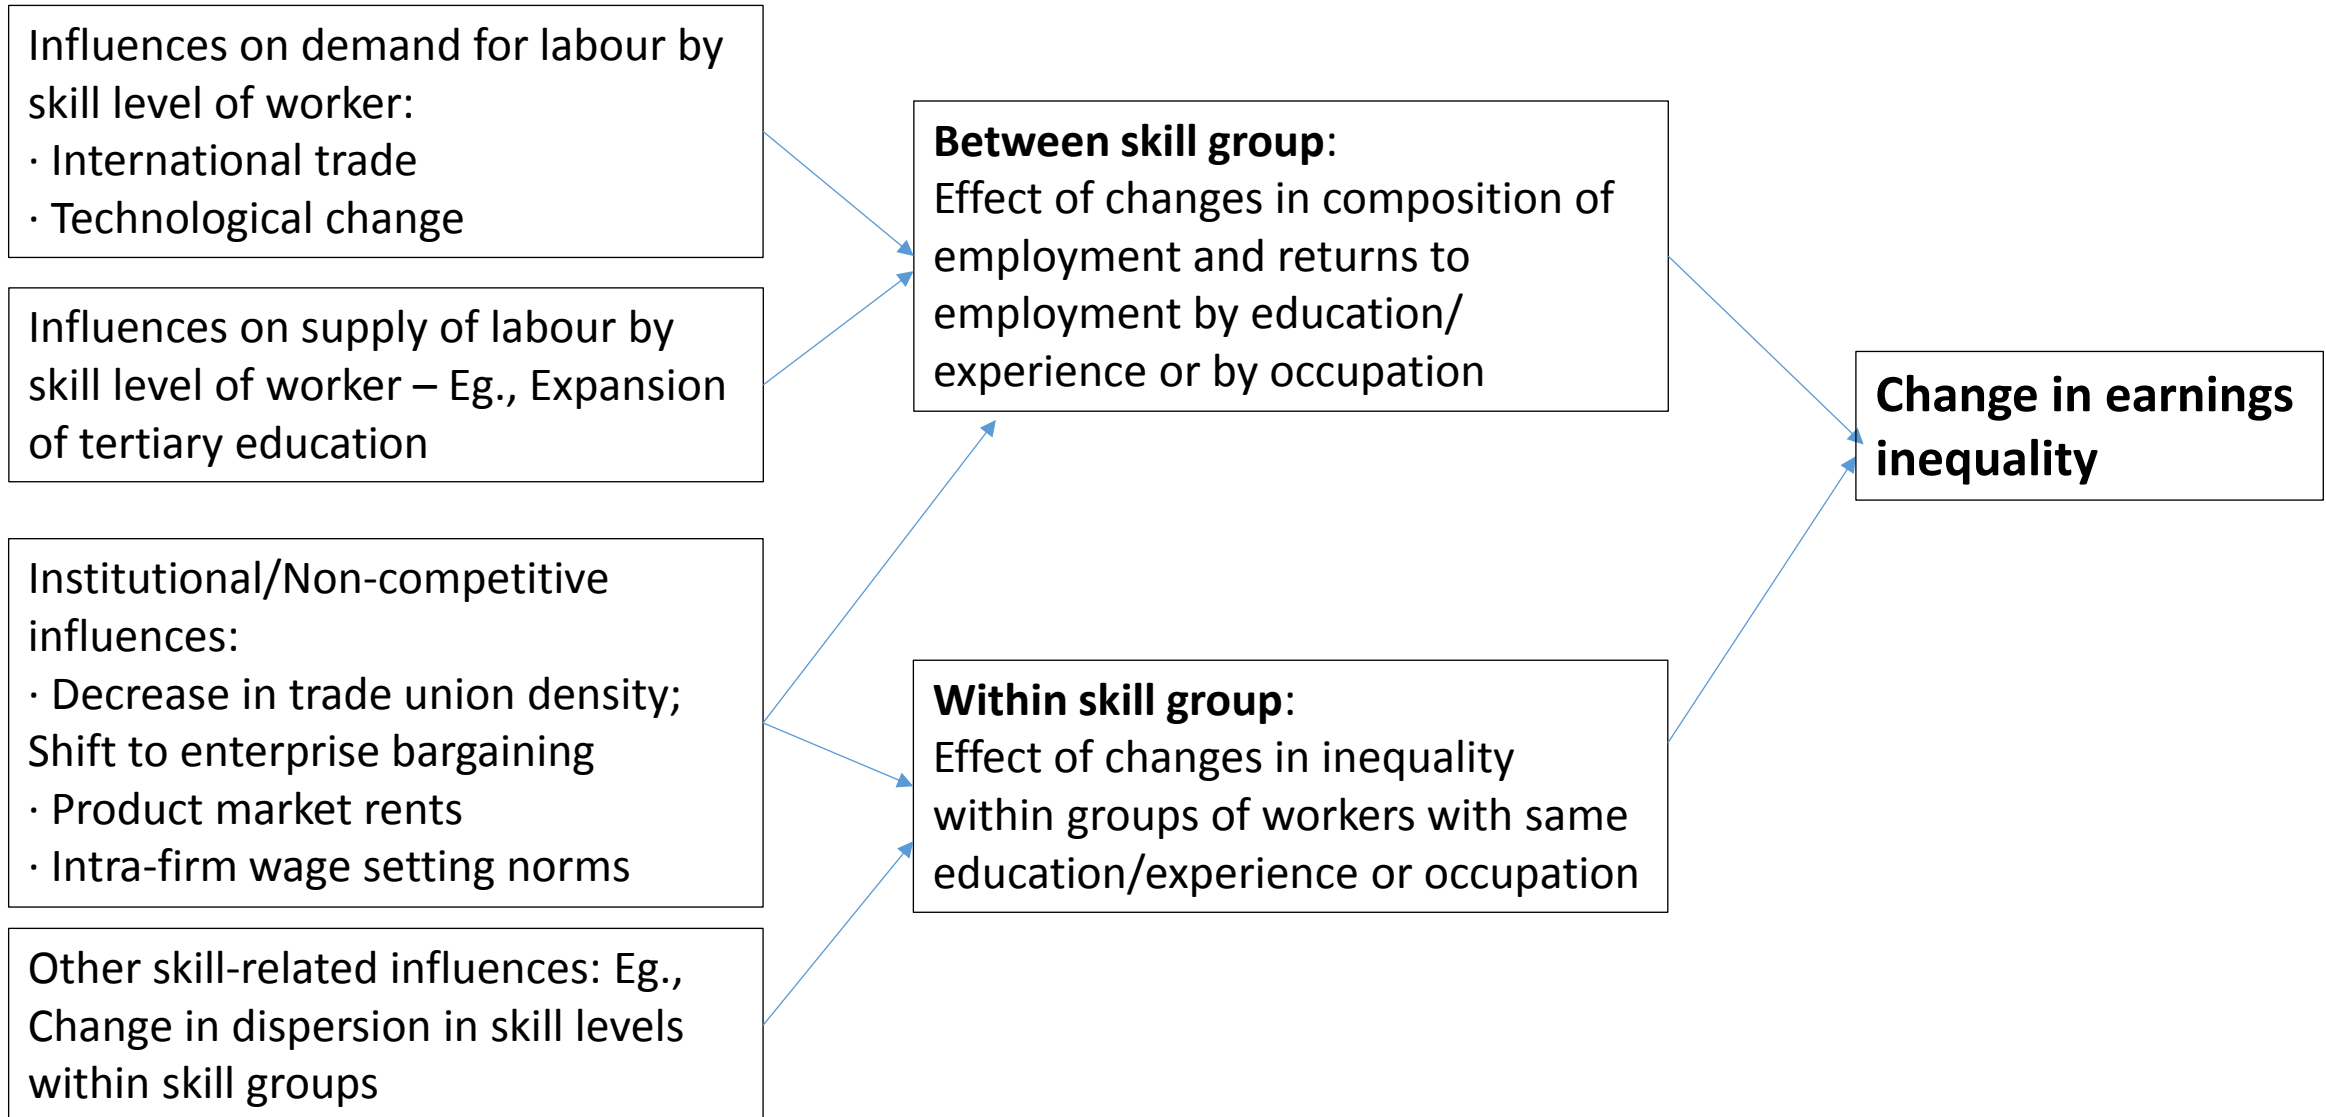 Influences on demand for labour by
skill level of worker:
· International trade
· Technological change
Influences on supply of labour by
skill level of worker – Eg., Expansion
of tertiary education
Institutional/Non-competitive
influences:
· Decrease in trade union density;
Shift to enterprise bargaining
· Product market rents
· Intra-firm wage setting norms
Other skill-related influences: Eg.,
Change in dispersion in skill levels
within skill groups
Between skill group:
Effect of changes in composition of
employment and returns to
employment by education/
experience or by occupation
Within skill group:
Effect of changes in inequality
within groups of workers with same
education/experience or occupation
Change in earnings
inequality